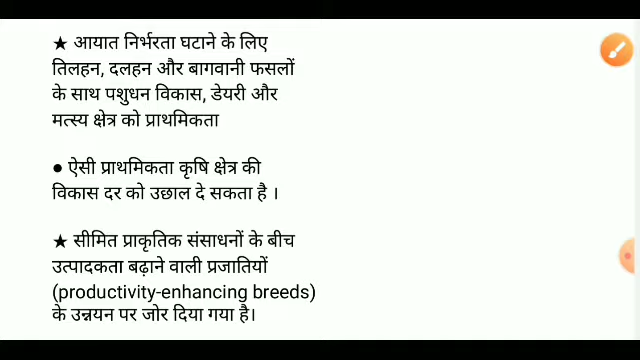 ★ आयात निर्भरता घटाने के लिए
तिलहन, दलहन और बागवानी फसलों
के साथ पशुधन विकास, डेयरी और
मत्स्य क्षेत्र को प्राथमिकता
● ऐसी प्राथमिकता कृषि क्षेत्र की
विकास दर को उछाल दे सकता है ।
★ सीमित प्राकृतिक संसाधनों के बीच
उत्पादकता बढ़ाने वाली प्रजातियों
(productivity-enhancing breeds)
के उन्नयन पर जोर दिया गया है।